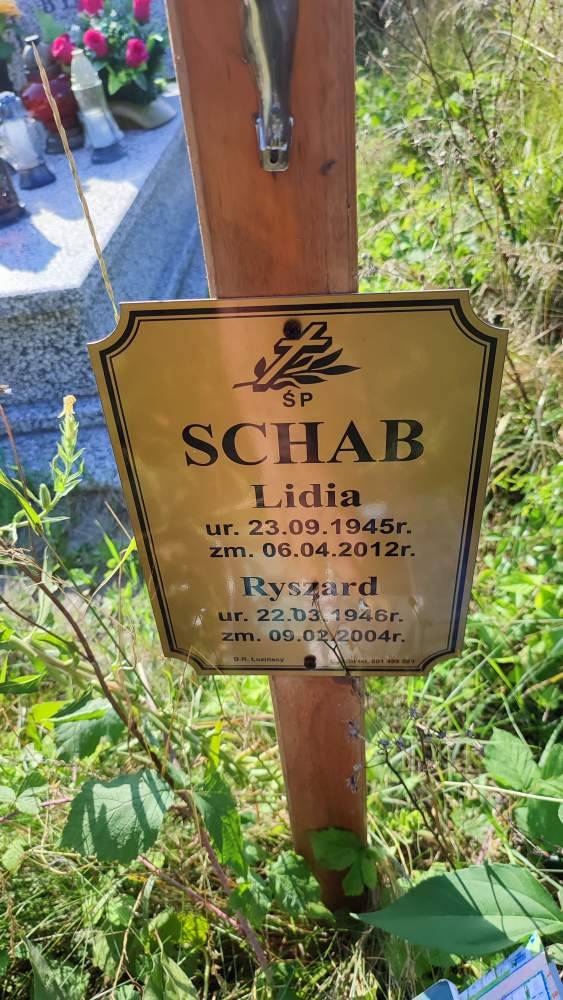 ŚP
SCHAB
Lidia
ur. 23.09.1945r.
zm. 06.04.2012r.
Ryszard
ur. 22.03.1946r.
zm. 09.02.2004r.